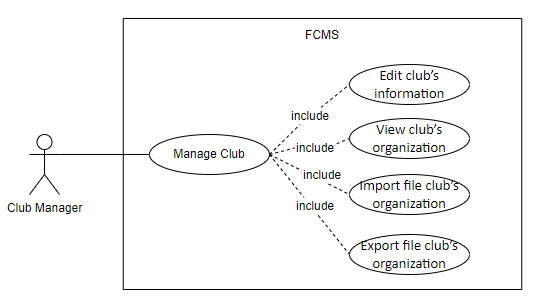 FCMS
Edit club's
information
include
View club's
organization
include
Manage Club
include
Import file club's
organization
Club Manager
include
Export file club's
organization